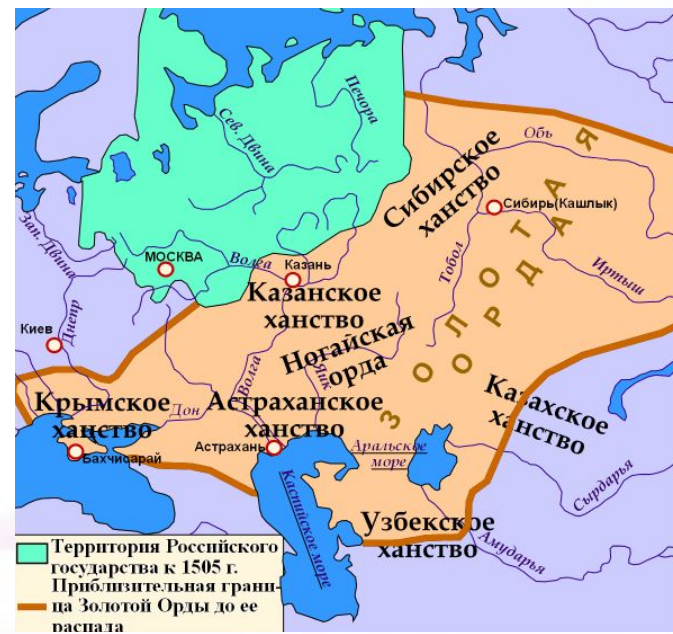 Печора
Сев. Двина
Обь
Сибирское
ханство
Сибирь(Кашлык)
ЗОЛОТАЯ
ОРДА
Зап. Двина
МОСКВА
Волга
Казань
Тобол
Иртыш
Казанское
ханство
Киев
Днепр
Ногайская
орда
Волга
Яик
Крымское
ханство
Дон
Астраханское
ханство
Казахское
ханство
Бахчисарай
Астрахань
Аральское
море
Каспийское море
Сырдарья
Узбекское
ханство
Амударья
Территория Российского
государства к 1505 г.
Приблизительная грани-
ца Золотой Орды до ее
распада